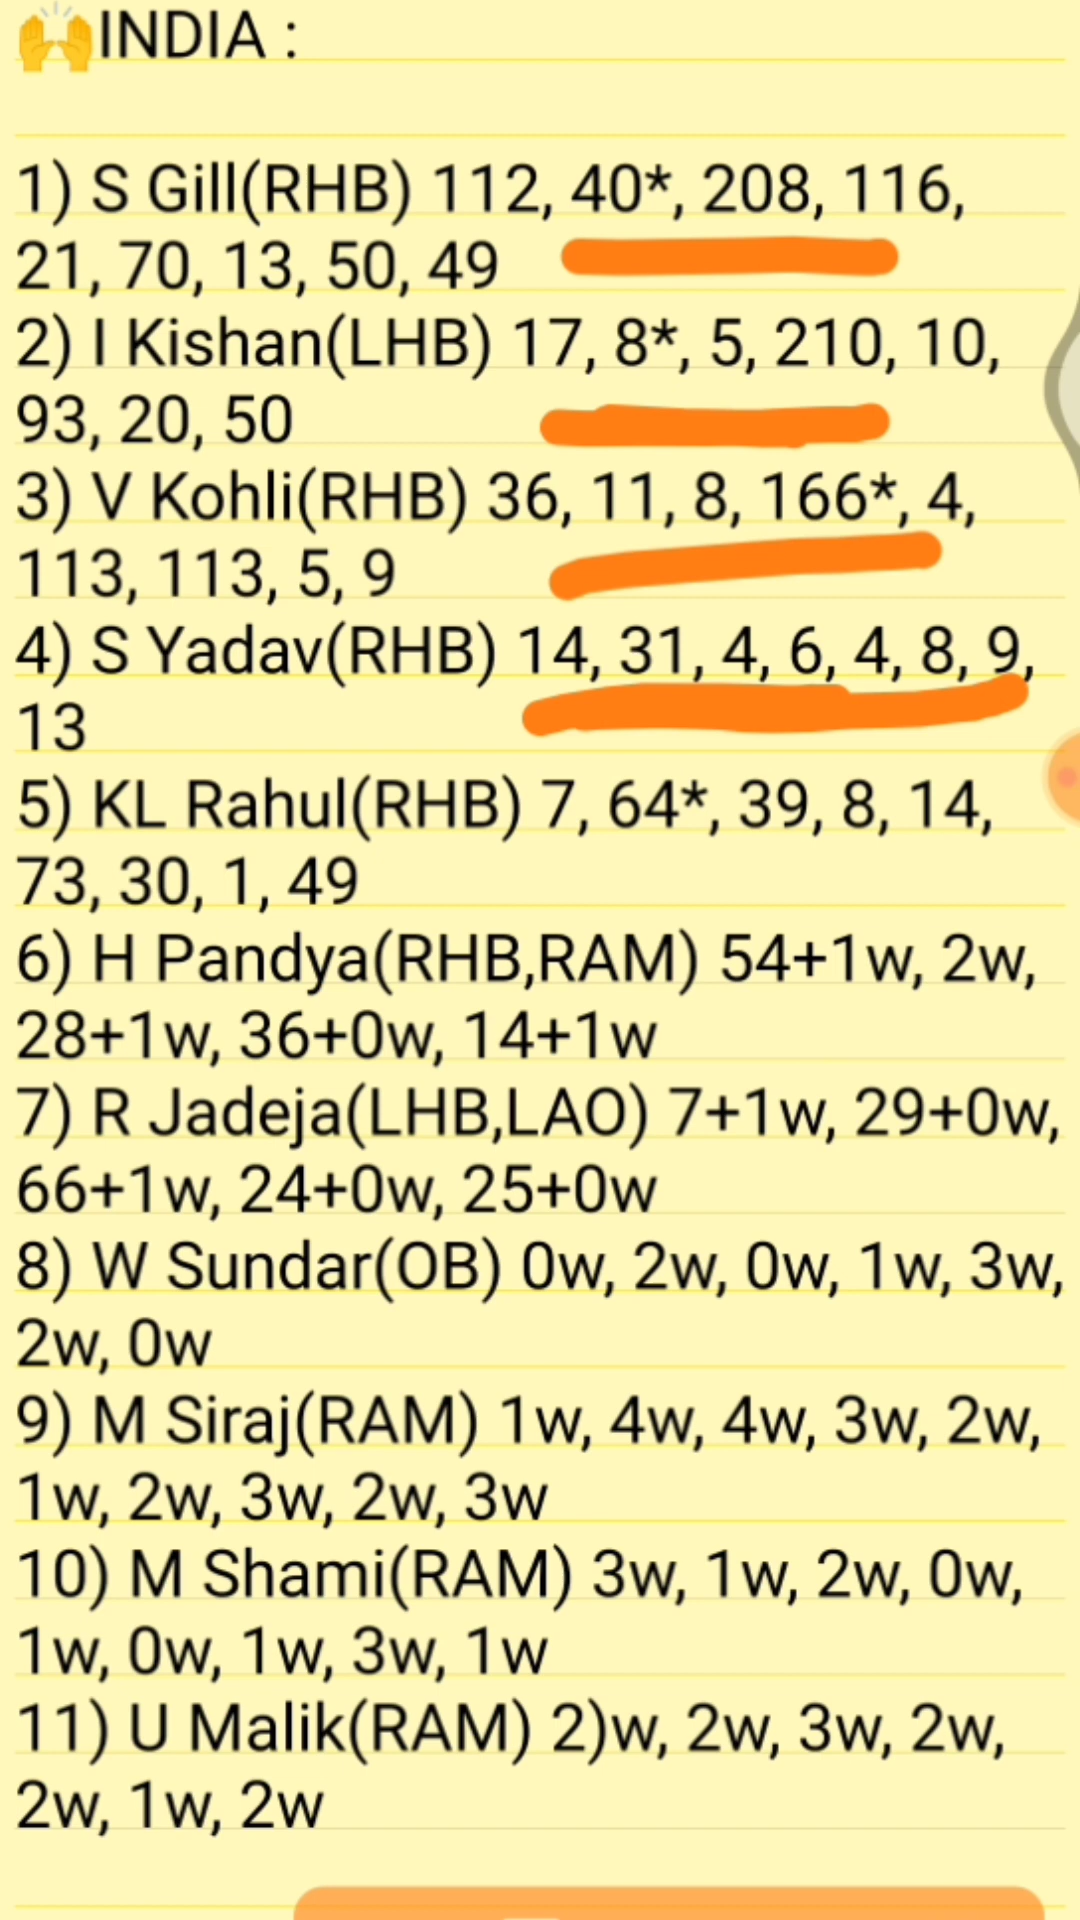 🙌INDIA :
1) S Gill(RHB) 112, 40*, 208, 116,
21, 70, 13, 50, 49
2) I Kishan(LHB) 17, 8*, 5, 210, 10,
93, 20, 50
3) V Kohli(RHB) 36, 11, 8, 166*, 4,
113, 113, 5, 9
4) S Yadav(RHB) 14, 31, 4, 6, 4, 8, 9,
13
5) KL Rahul(RHB) 7, 64*, 39, 8, 14,
73, 30, 1, 49
6) H Pandya(RHB,RAM) 54+1w, 2w,
28+1w, 36+0w, 14+1w
7) R Jadeja(LHB,LAO) 7+1w, 29+0w,
66+1w, 24+0w, 25+0w
8) W Sundar(OB) 0w, 2w, 0w, 1w, 3w,
2w, 0w
9) M Siraj(RAM) 1w, 4w, 4w, 3w, 2w,
1w, 2w, 3w, 2w, 3w
10) M Shami(RAM) 3w, 1w, 2w, 0w,
1w, 0w, 1w, 3w, 1w
11) U Malik(RAM) 2)w, 2w, 3w, 2w,
2w, 1w, 2w